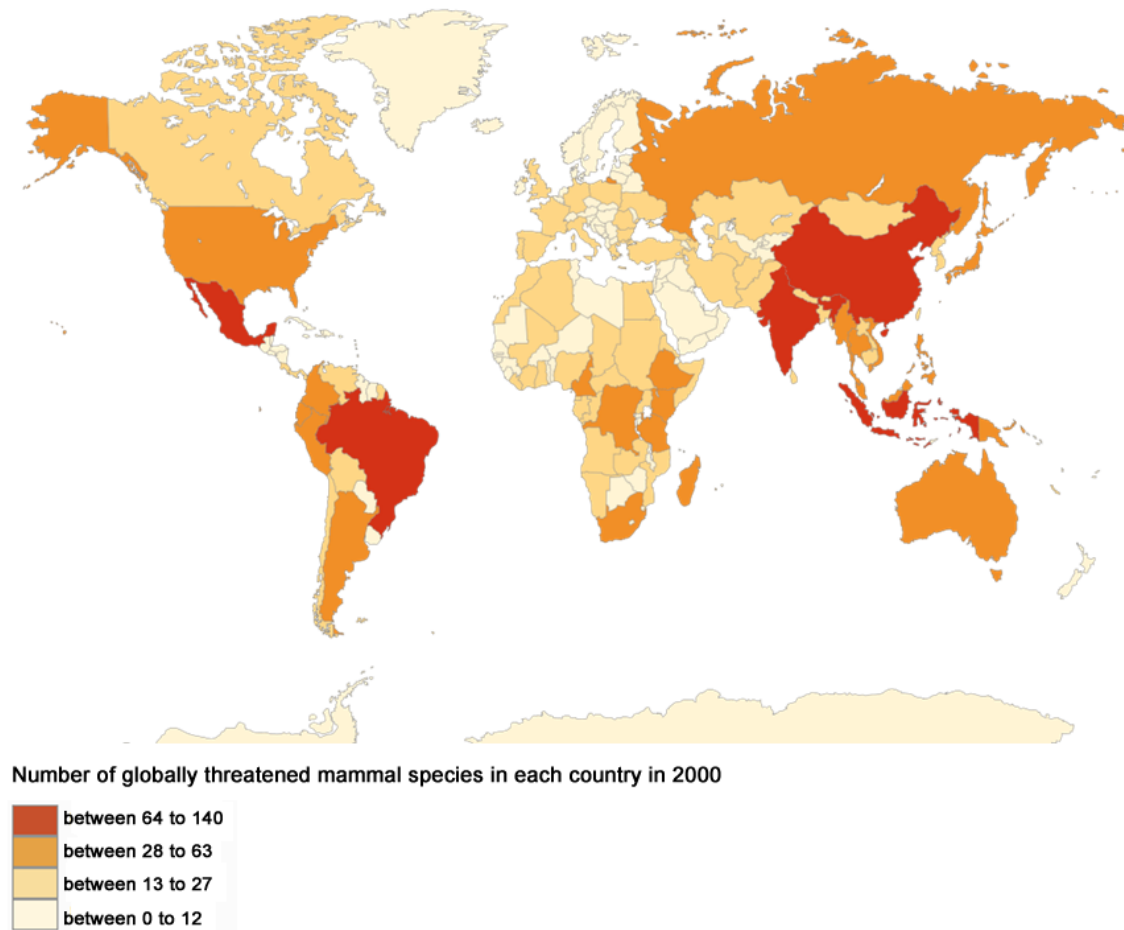 Number of globally threatened mammal species in each country in 2000
between 64 to 140
between 28 to 63
between 13 to 27
between 0 to 12